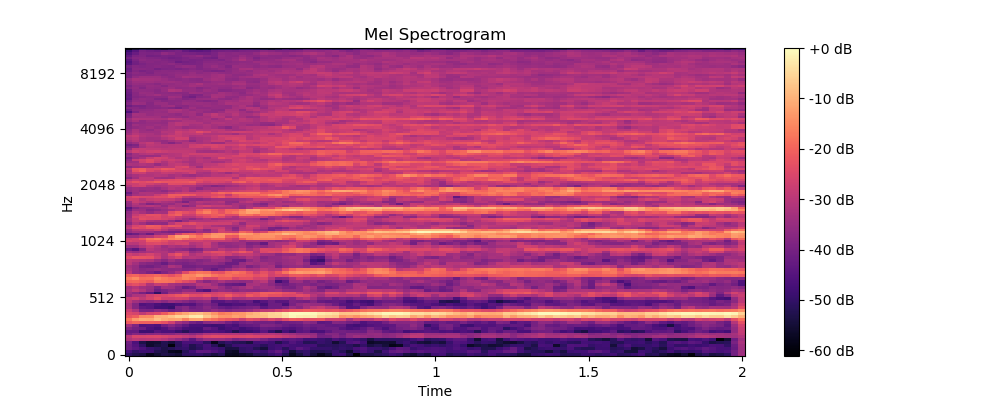 Mel Spectrogram
+0 dB
8192
-10 dB
4096
-20 dB
2048
-30 dB
Hz
1024
-40 dB
512
-50 dB
0
-60 dB
0 0.5 1 1.5 2
Time